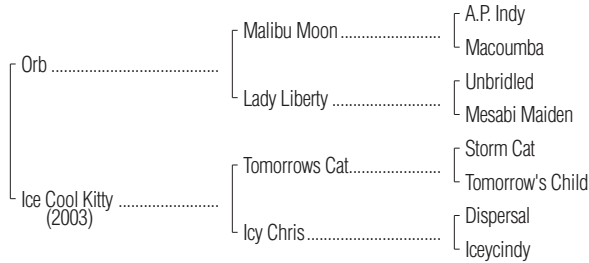 A.P. Indy
Malibu Moon ......................
Macoumba
Orb ....................................
Unbridled
Lady Liberty .......................
Mesabi Maiden
Storm Cat
Tomorrows Cat....................
Tomorrow's Child
Ice Cool Kitty .....................
(2003)
Dispersal
Icy Chris.............................
Iceycindy